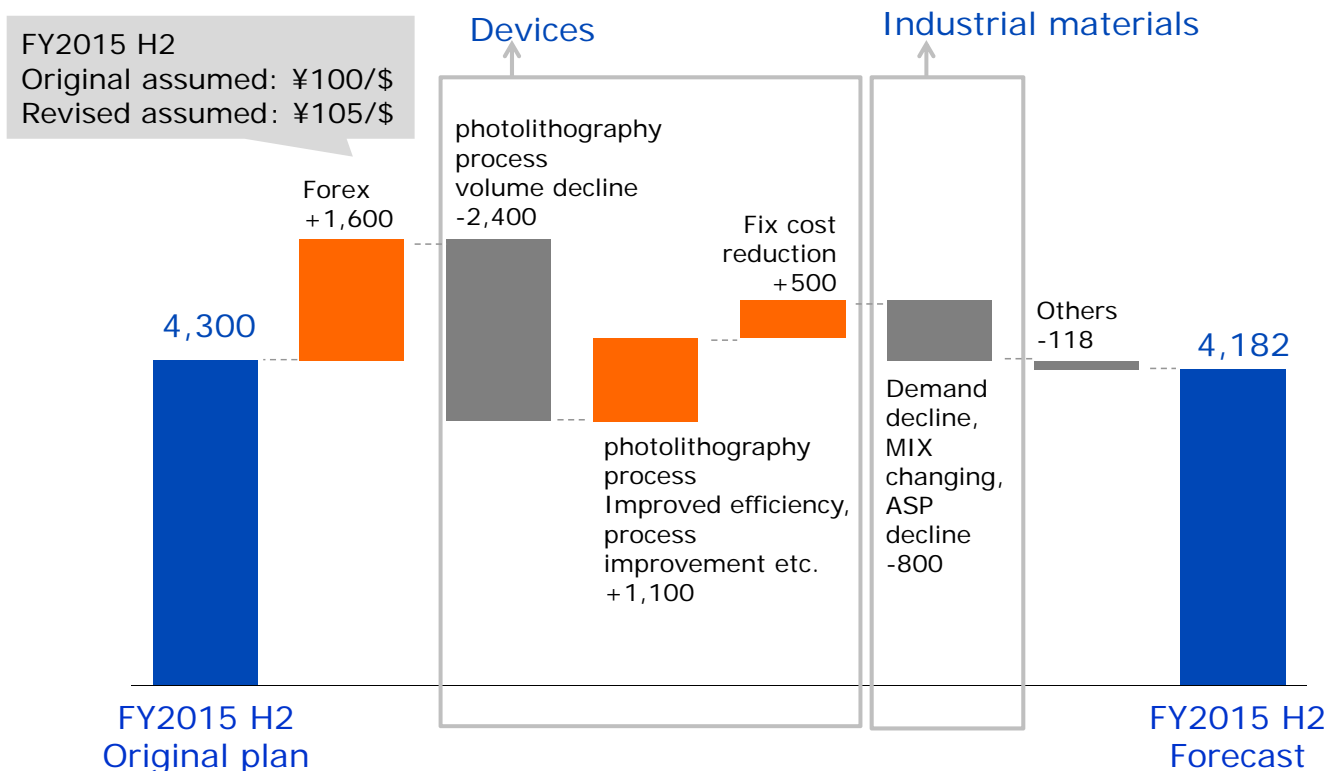 FY2015 H2
Original assumed: ¥100/$
Revised assumed: ¥105/$
Devices
Industrial materials
4,300
Forex
+1,600
photolithography
process
volume decline
-2,400
photolithography
process
Improved efficiency,
process
improvement etc.
+1,100
Fix cost
reduction
+500
Demand
decline,
MIX
changing,
ASP
decline
-800
Others
-118
4,182
FY2015 H2
Original plan
FY2015 H2
Forecast